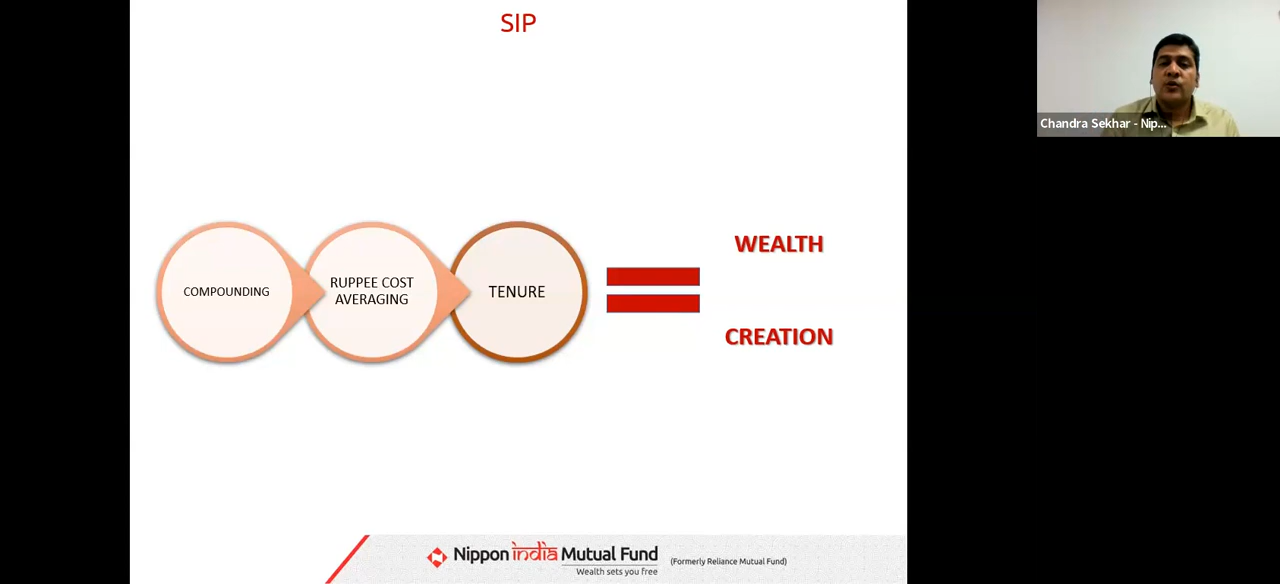 SIP
Chandra Sekhar - Nip...
COMPOUNDING
RUPPEE COST
AVERAGING
TENURE
WEALTH
CREATION
Nippon india Mutual Fund
Wealth sets you free
(Formerly Reliance Mutual Fund)